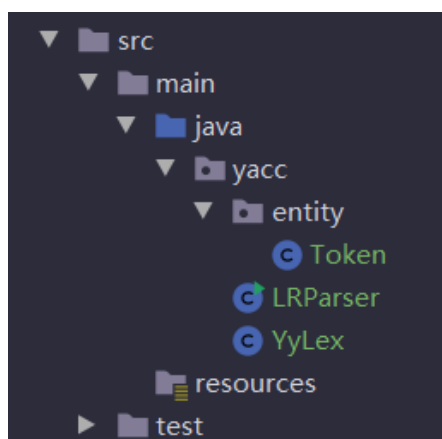 src
main
java
yacc
entity
Token
LRParser
YyLex
resources
test